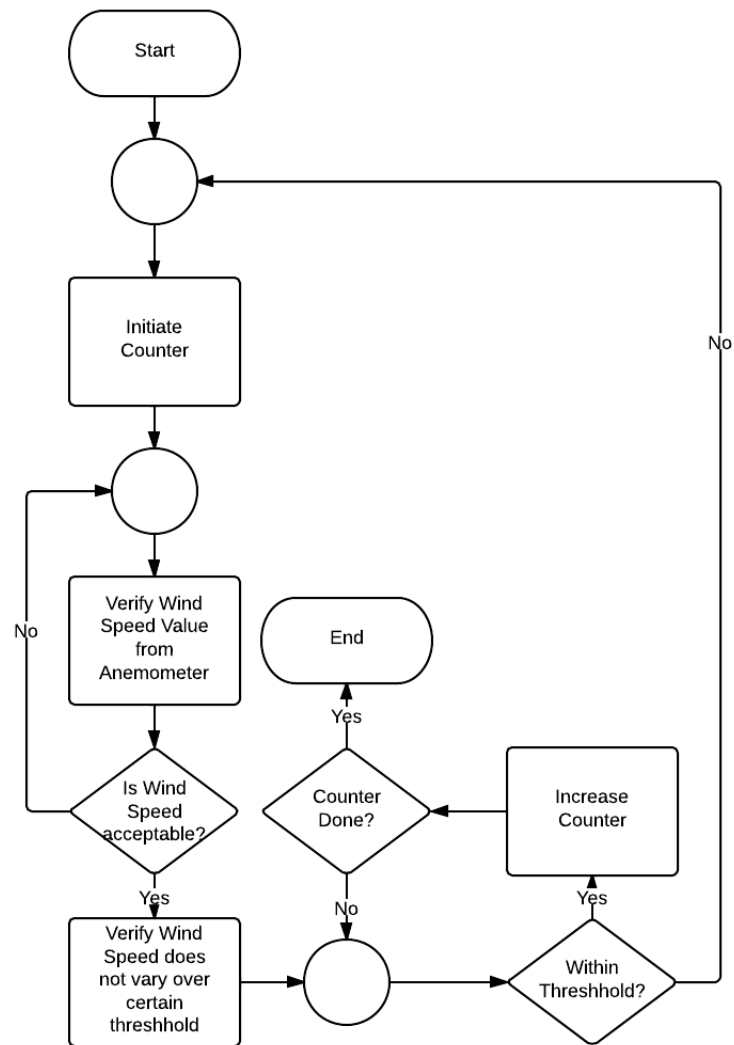 Start
Initiate
Counter
No
No
Verify Wind
Speed Value
from
Anemometer
End
Yes
Is Wind
Speed
acceptable?
Counter
Done?
Increase
Counter
Yes
No
Yes
Verify Wind
Speed does
not vary over
certain
threshhold
Within
Threshhold?